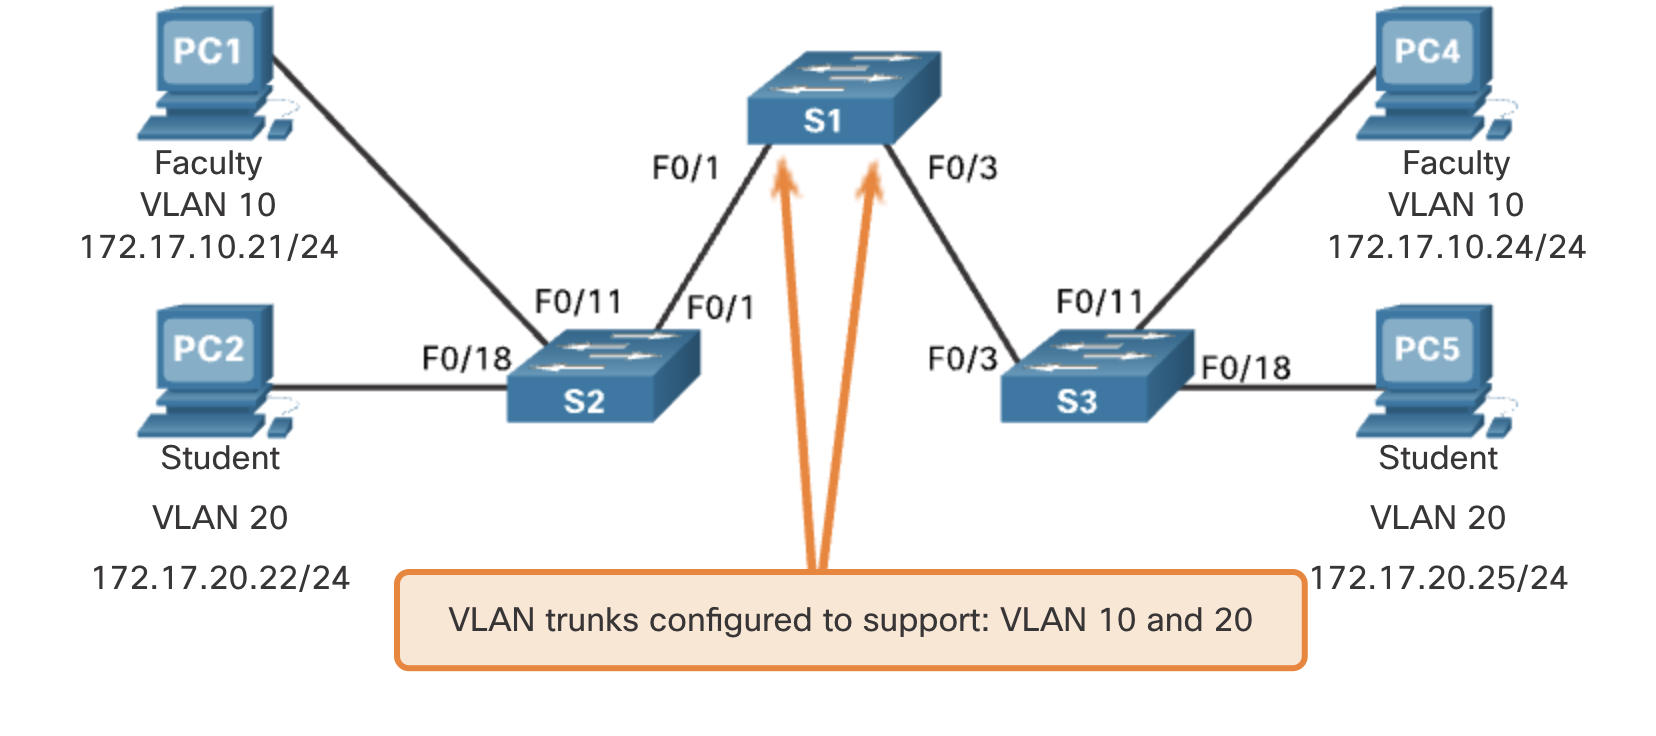 PC1
Faculty
VLAN 10
172.17.10.21/24
PC2
Student
VLAN 20
172.17.20.22/24
S1
F0/1
F0/3
F0/11
F0/1
F0/18
S2
F0/11
F0/3
F0/18
S3
PC4
Faculty
VLAN 10
172.17.10.24/24
PC5
Student
VLAN 20
172.17.20.25/24
VLAN trunks configured to support: VLAN 10 and 20